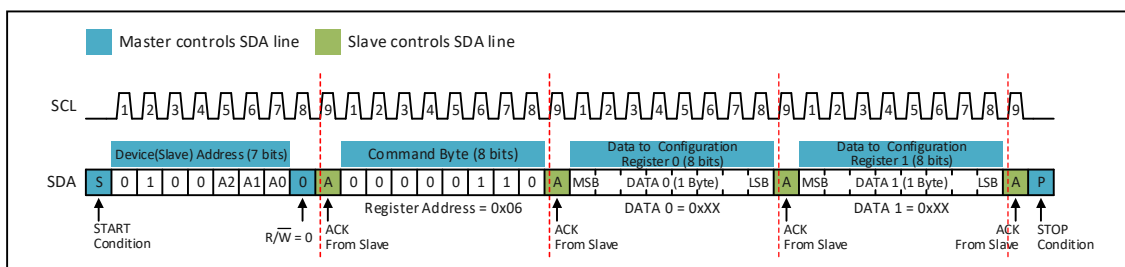 Master controls SDA line
Slave controls SDA line
SCL
1 2 3 4 5 6 7 8 9 1 2 3 4 5 6 7 8 9 1 2 3 4 5 6 7 8 9 1 2 3 4 5 6 7 8 9
Device(Slave) Address (7 bits)
Command Byte (8 bits)
Data to Configuration
Register 0 (8 bits)
Data to Configuration
Register 1 (8 bits)
SDA
S 0 1 0 0 A2 A1 A0 0 A 0 0 0 0 0 1 1 0 A MSB DATA 0 (1 Byte) LSB A MSB DATA 1 (1 Byte) LSB A P
Register Address = 0x06
DATA 0 = 0xXX
DATA 1 = 0xXX
START
Condition
R/W̅ = 0
ACK
From Slave
ACK
From Slave
ACK
From Slave
ACK
From Slave
STOP
Condition